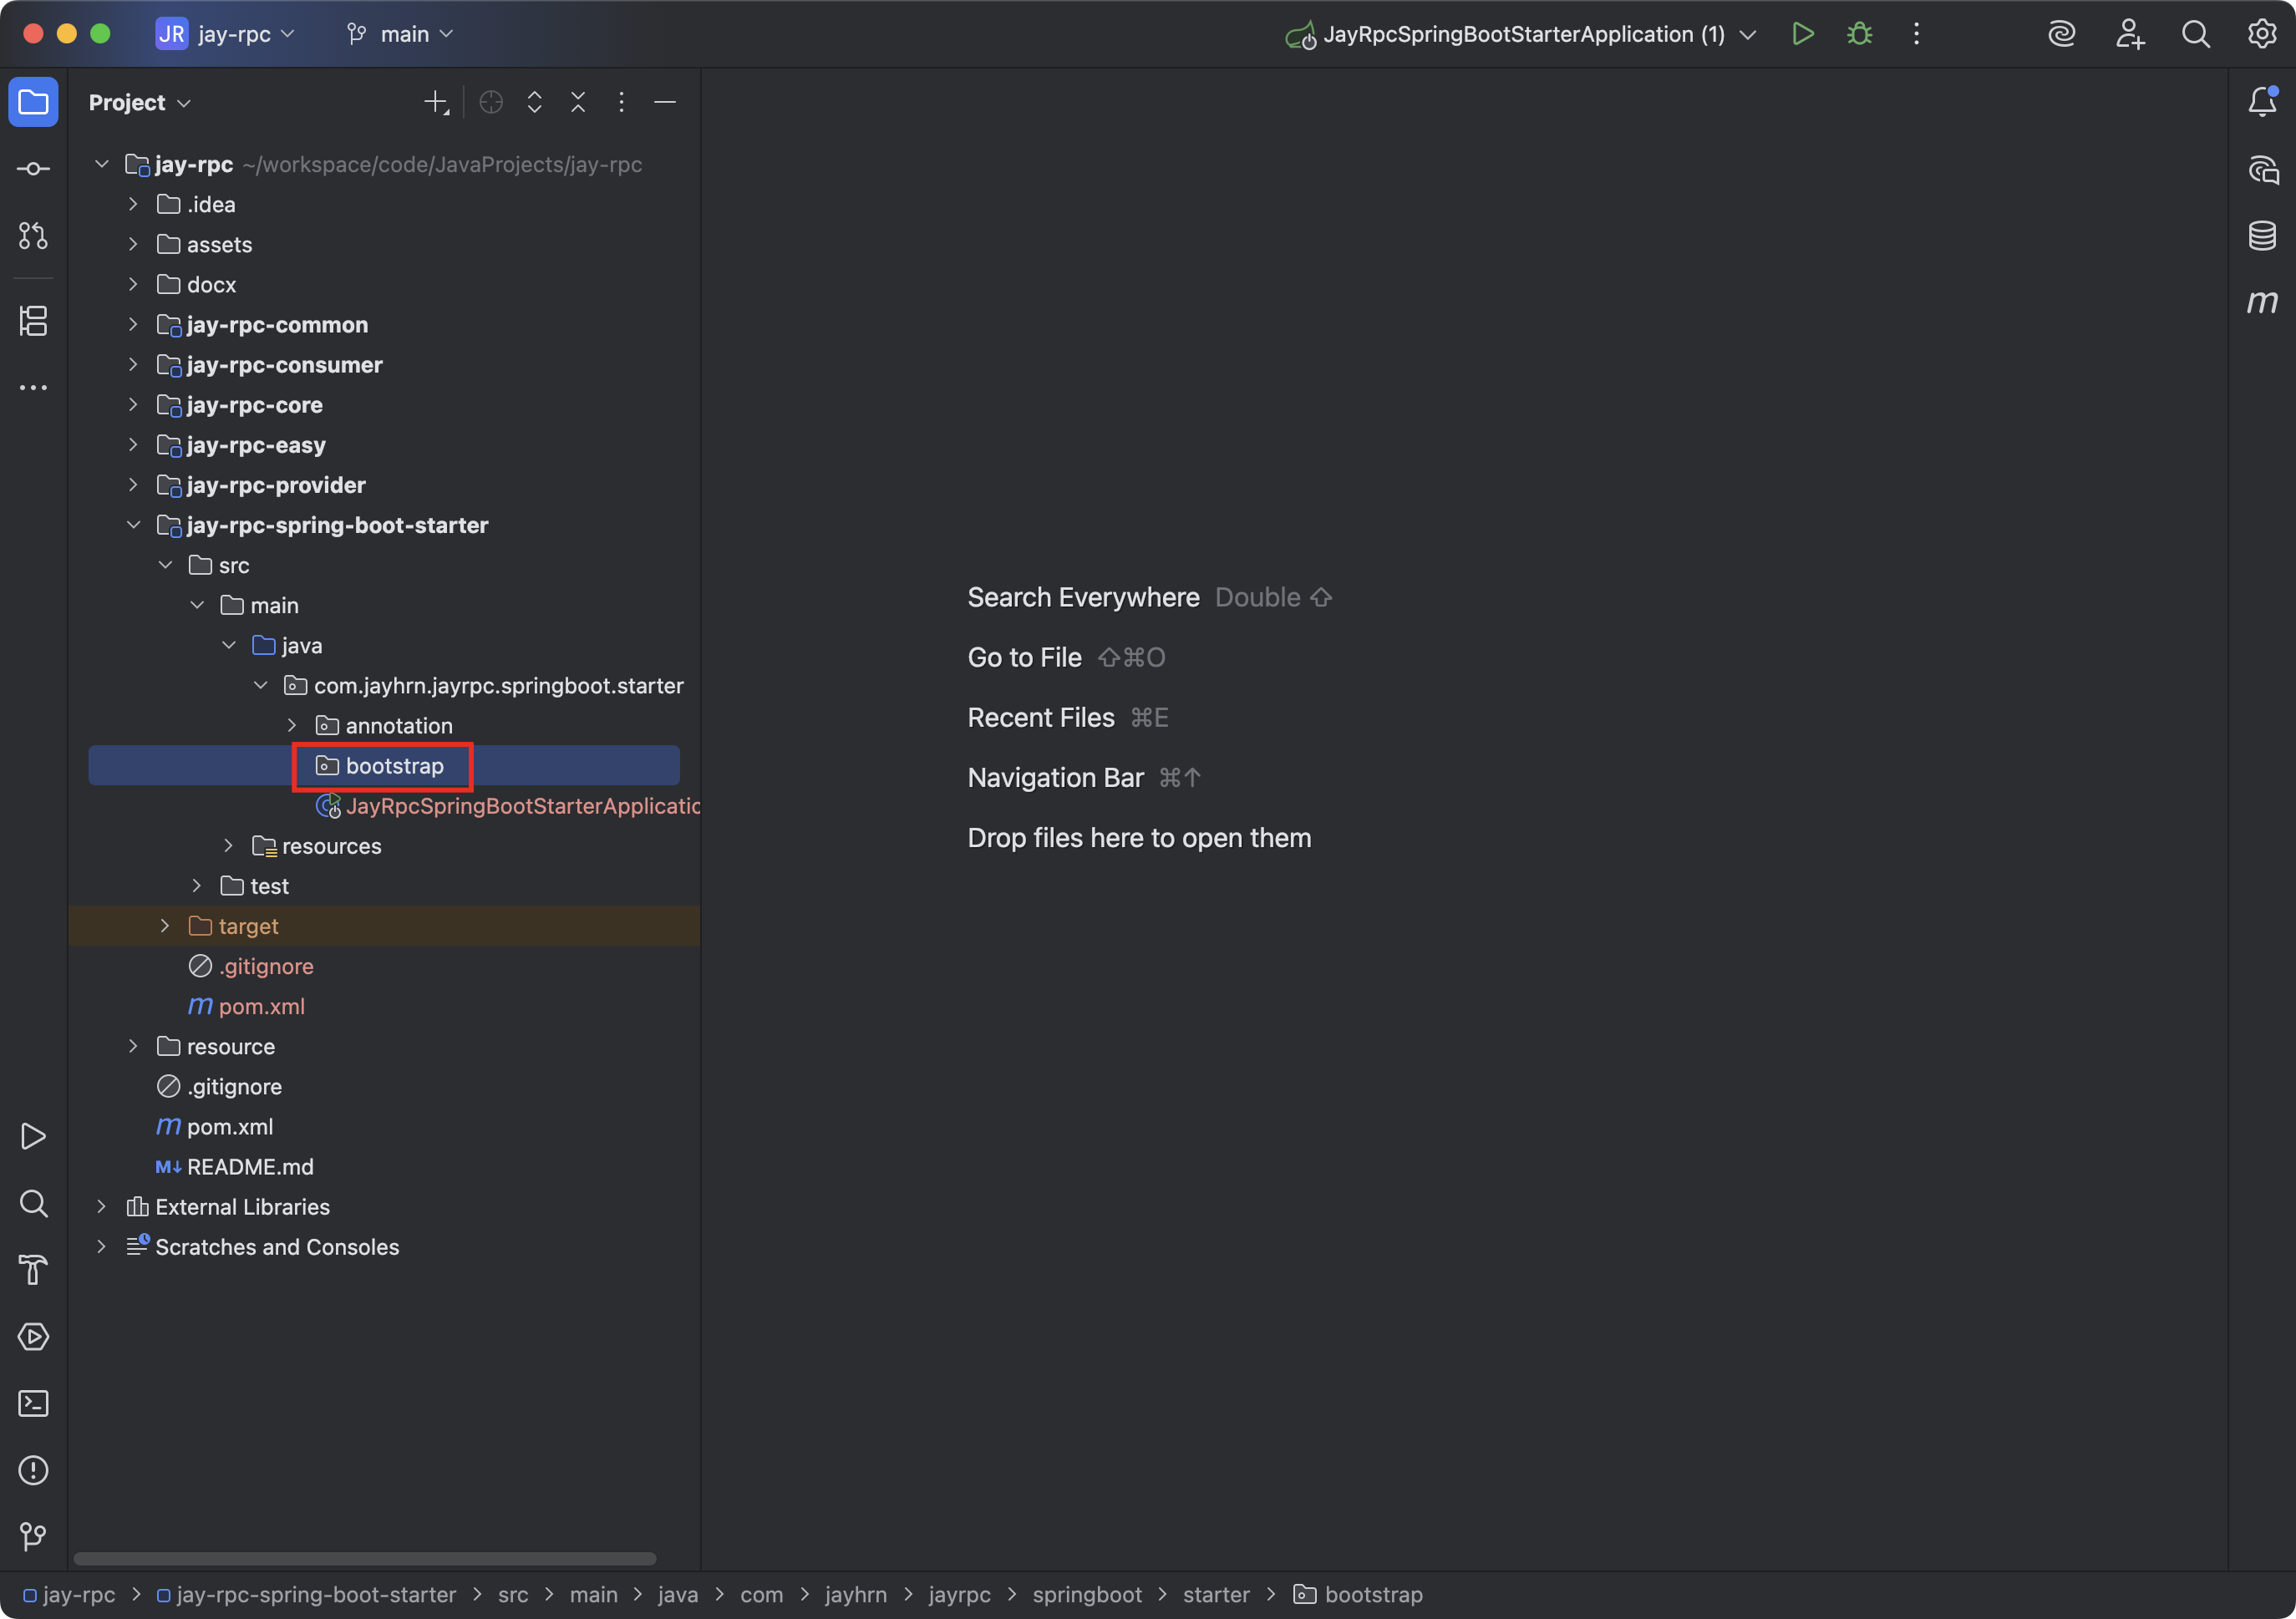 JR jay-rpc main JayRpcSpringBootStarterApplication (1)
Project
jay-rpc ~/workspace/code/JavaProjects/jay-rpc
.idea
assets
docx
jay-rpc-common
jay-rpc-consumer
jay-rpc-core
jay-rpc-easy
jay-rpc-provider
jay-rpc-spring-boot-starter
src
main
java
com.jayhrn.jayrpc.springboot.starter
annotation
bootstrap
JayRpcSpringBootStarterApplicatic
resources
test
target
.gitignore
m pom.xml
resource
.gitignore
m pom.xml
M↓ README.md
External Libraries
Scratches and Consoles
Search Everywhere Double ⇧
Go to File ⇧⌘O
Recent Files ⌘E
Navigation Bar ⌘↑
Drop files here to open them
m
jay-rpc > jay-rpc-spring-boot-starter > src > main > java > com > jayhrn > jayrpc > springboot > starter > bootstrap